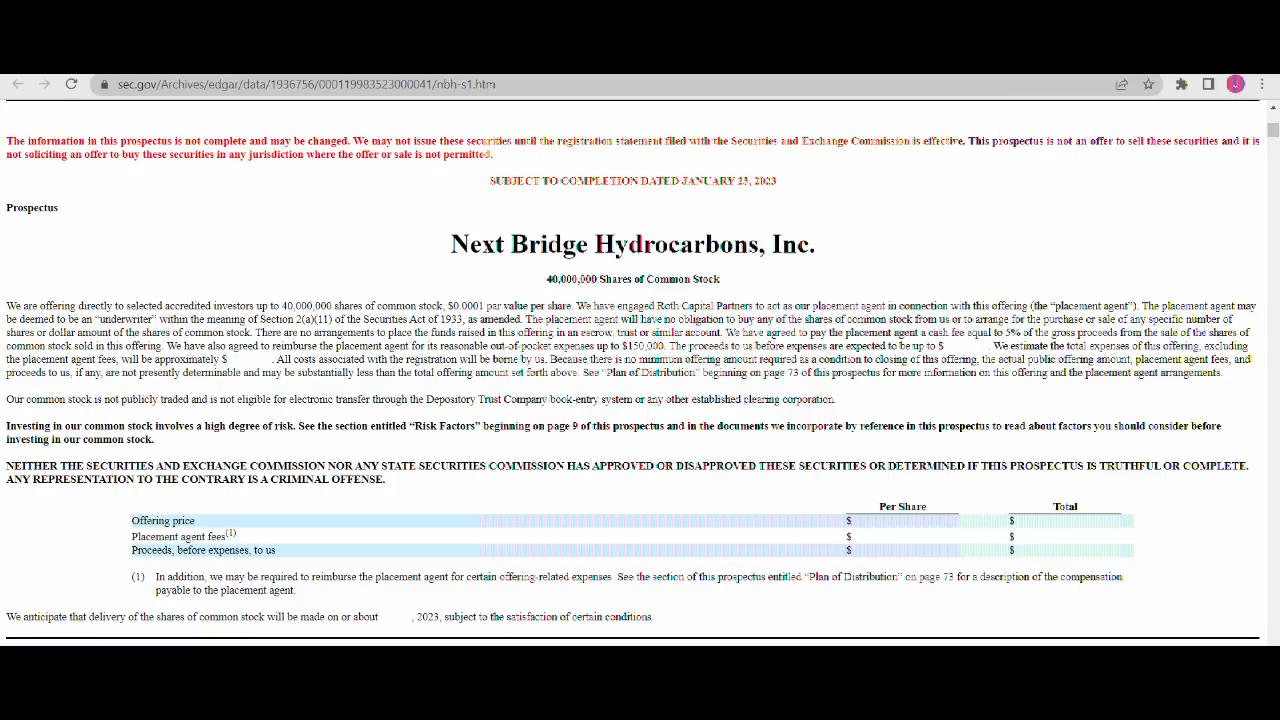 sec.gov/Archives/edgar/data/1936756/000119983523000041/nbh-s1.htm
The information in this prospectus is not complete and may be changed. We may not issue these securities until the registration statement filed with the Securities and Exchange Commission is effective. This prospectus is not an offer to sell these securities and it is
not soliciting an offer to buy these securities in any jurisdiction where the offer or sale is not permitted.
SUBJECT TO COMPLETION DATED JANUARY 23, 2023
Prospectus
Next Bridge Hydrocarbons, Inc.
40,000,000 Shares of Common Stock
We are offering directly to selected accredited investors up to 40,000,000 shares of common stock, $0.0001 par value per share. We have engaged Roth Capital Partners to act as our placement agent in connection with this offering (the “placement agent”). The placement agent may
be deemed to be an “underwriter” within the meaning of Section 2(a)(11) of the Securities Act of 1933, as amended. The placement agent will have no obligation to buy any of the shares of common stock from us or to arrange for the purchase or sale of any specific number of
shares or dollar amount of the shares of common stock. There are no arrangements to place the funds raised in this offering in an escrow, trust or similar account. We have agreed to pay the placement agent a cash fee equal to 5% of the gross proceeds from the sale of the shares of
common stock sold in this offering. We have also agreed to reimburse the placement agent for its reasonable out-of-pocket expenses up to $150,000. The proceeds to us before expenses are expected to be up to $ . We estimate the total expenses of this offering, excluding
the placement agent fees, will be approximately $ . All costs associated with the registration will be borne by us. Because there is no minimum offering amount required as a condition to closing of this offering, the actual public offering amount, placement agent fees, and
proceeds to us, if any, are not presently determinable and may be substantially less than the total offering amount set forth above. See “Plan of Distribution” beginning on page 73 of this prospectus for more information on this offering and the placement agent arrangements.
Our common stock is not publicly traded and is not eligible for electronic transfer through the Depository Trust Company book-entry system or any other established clearing corporation.
Investing in our common stock involves a high degree of risk. See the section entitled “Risk Factors” beginning on page 9 of this prospectus and in the documents we incorporate by reference in this prospectus to read about factors you should consider before
investing in our common stock.
NEITHER THE SECURITIES AND EXCHANGE COMMISSION NOR ANY STATE SECURITIES COMMISSION HAS APPROVED OR DISAPPROVED THESE SECURITIES OR DETERMINED IF THIS PROSPECTUS IS TRUTHFUL OR COMPLETE.
ANY REPRESENTATION TO THE CONTRARY IS A CRIMINAL OFFENSE.
Per Share Total
Offering price $ $
Placement agent fees(1) $ $
Proceeds, before expenses, to us $ $
(1) In addition, we may be required to reimburse the placement agent for certain offering-related expenses. See the section of this prospectus entitled “Plan of Distribution” on page 73 for a description of the compensation
payable to the placement agent.
We anticipate that delivery of the shares of common stock will be made on or about , 2023, subject to the satisfaction of certain conditions.